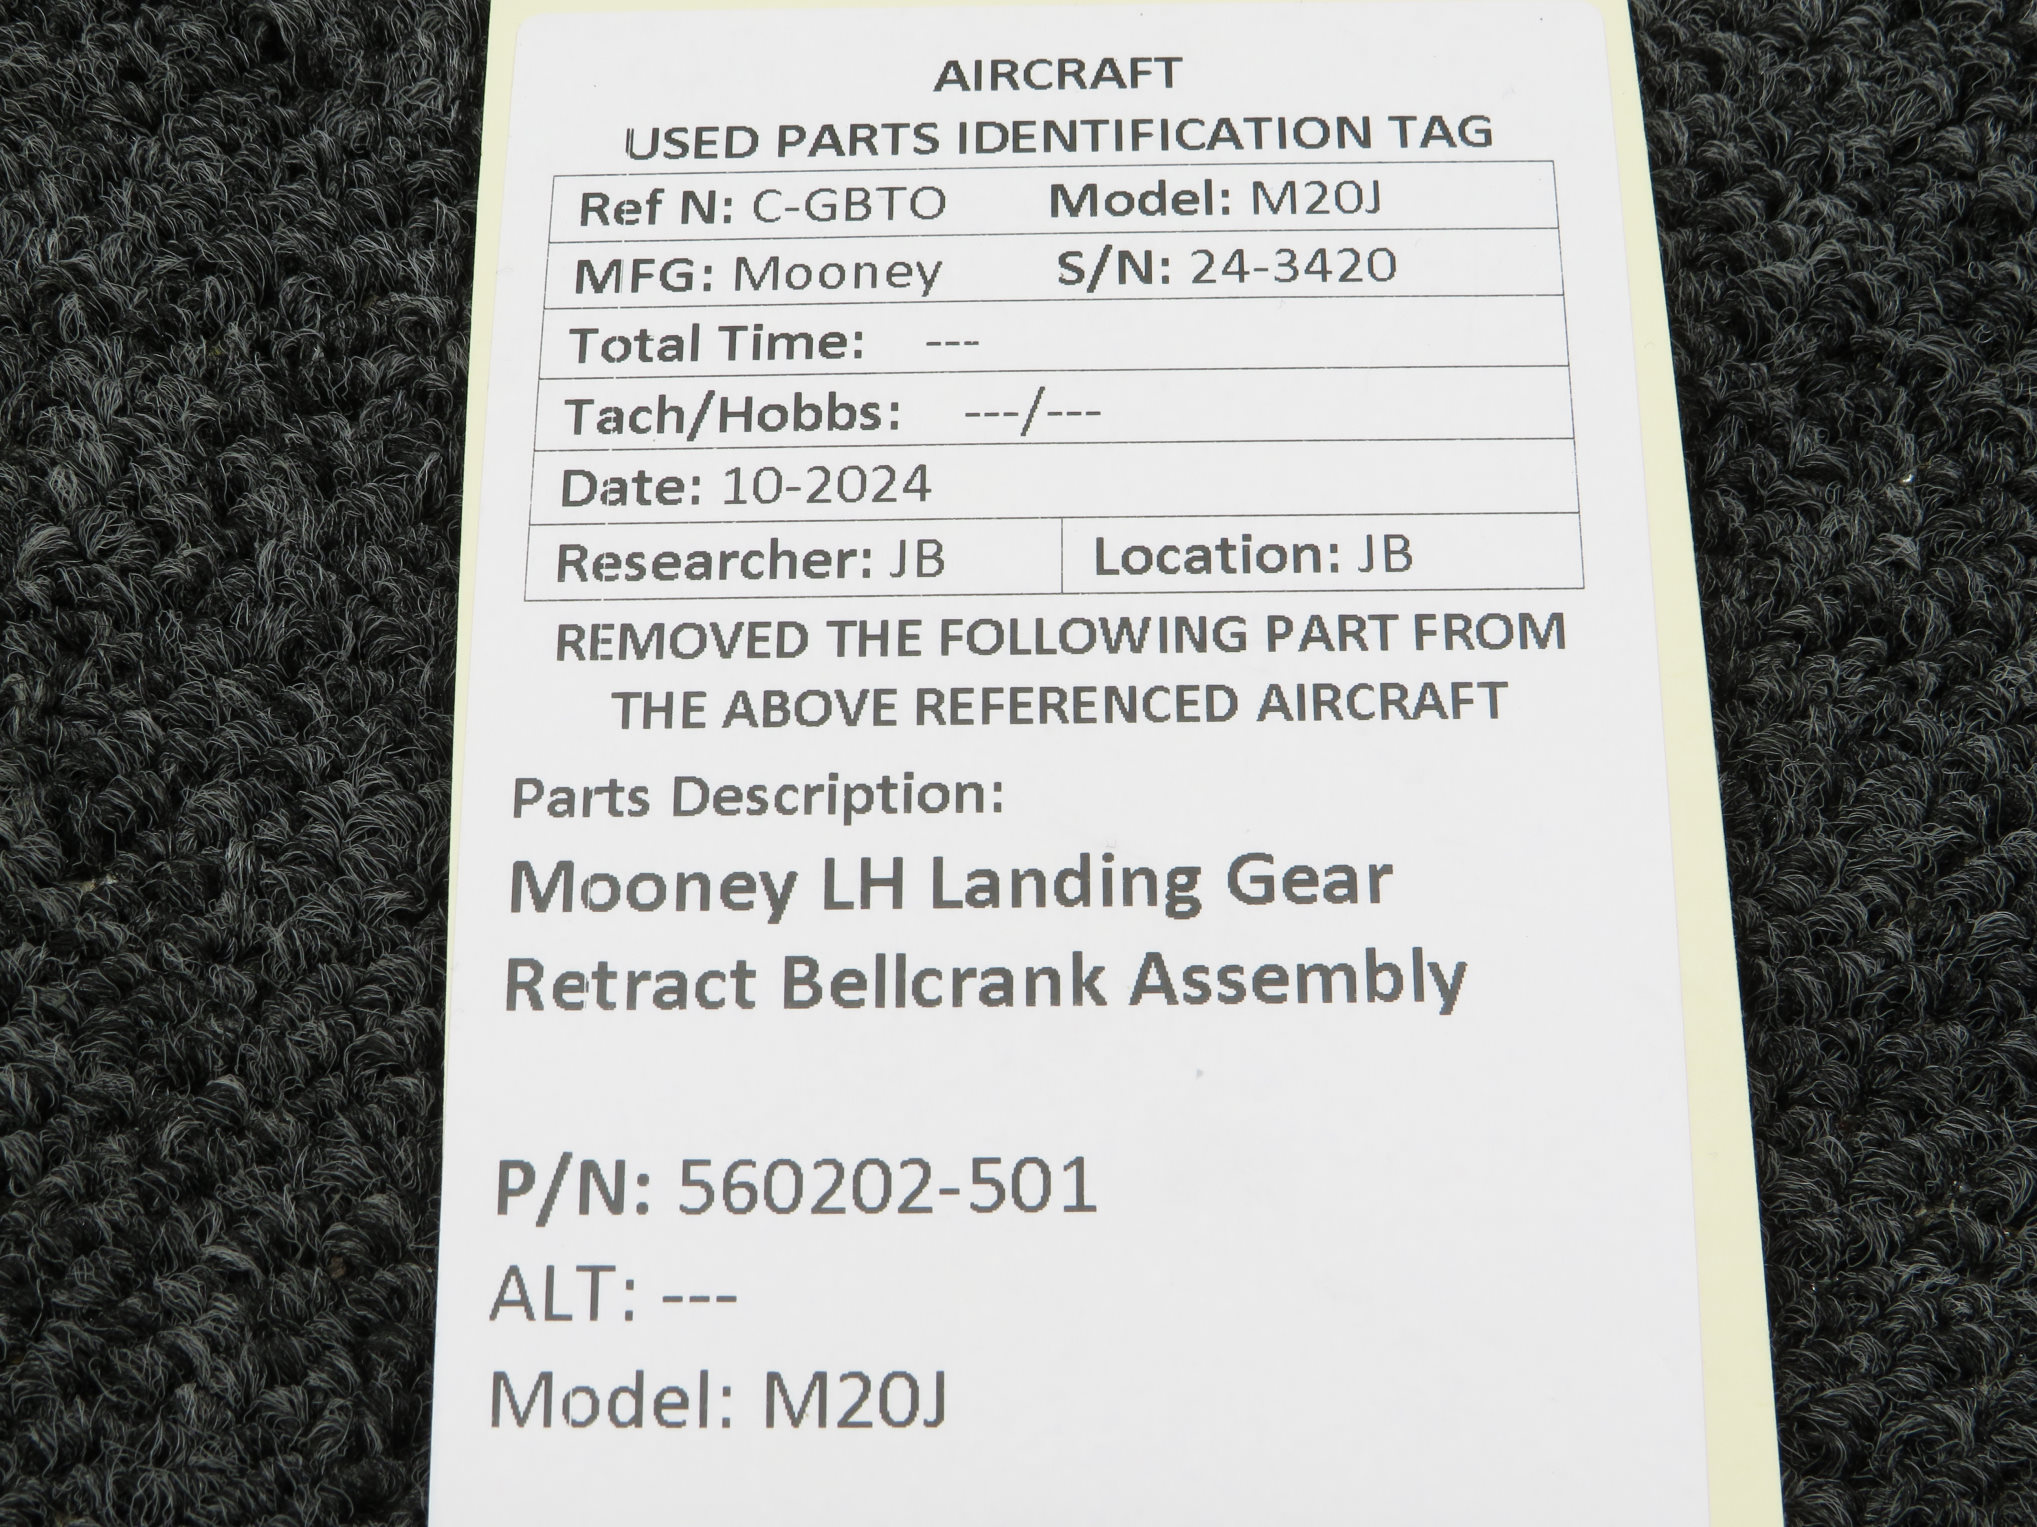 AIRCRAFT
USED PARTS IDENTIFICATION TAG
Ref N: C-GBTO Model: M20J
MFG: Mooney S/N: 24-3420
Total Time: ---
Tach/Hobbs: ---/---
Date: 10-2024
Researcher: JB Location: JB
REMOVED THE FOLLOWING PART FROM
THE ABOVE REFERENCED AIRCRAFT
Parts Description:
Mooney LH Landing Gear
Retract Bellcrank Assembly
P/N: 560202-501
ALT: ---
Model: M20J